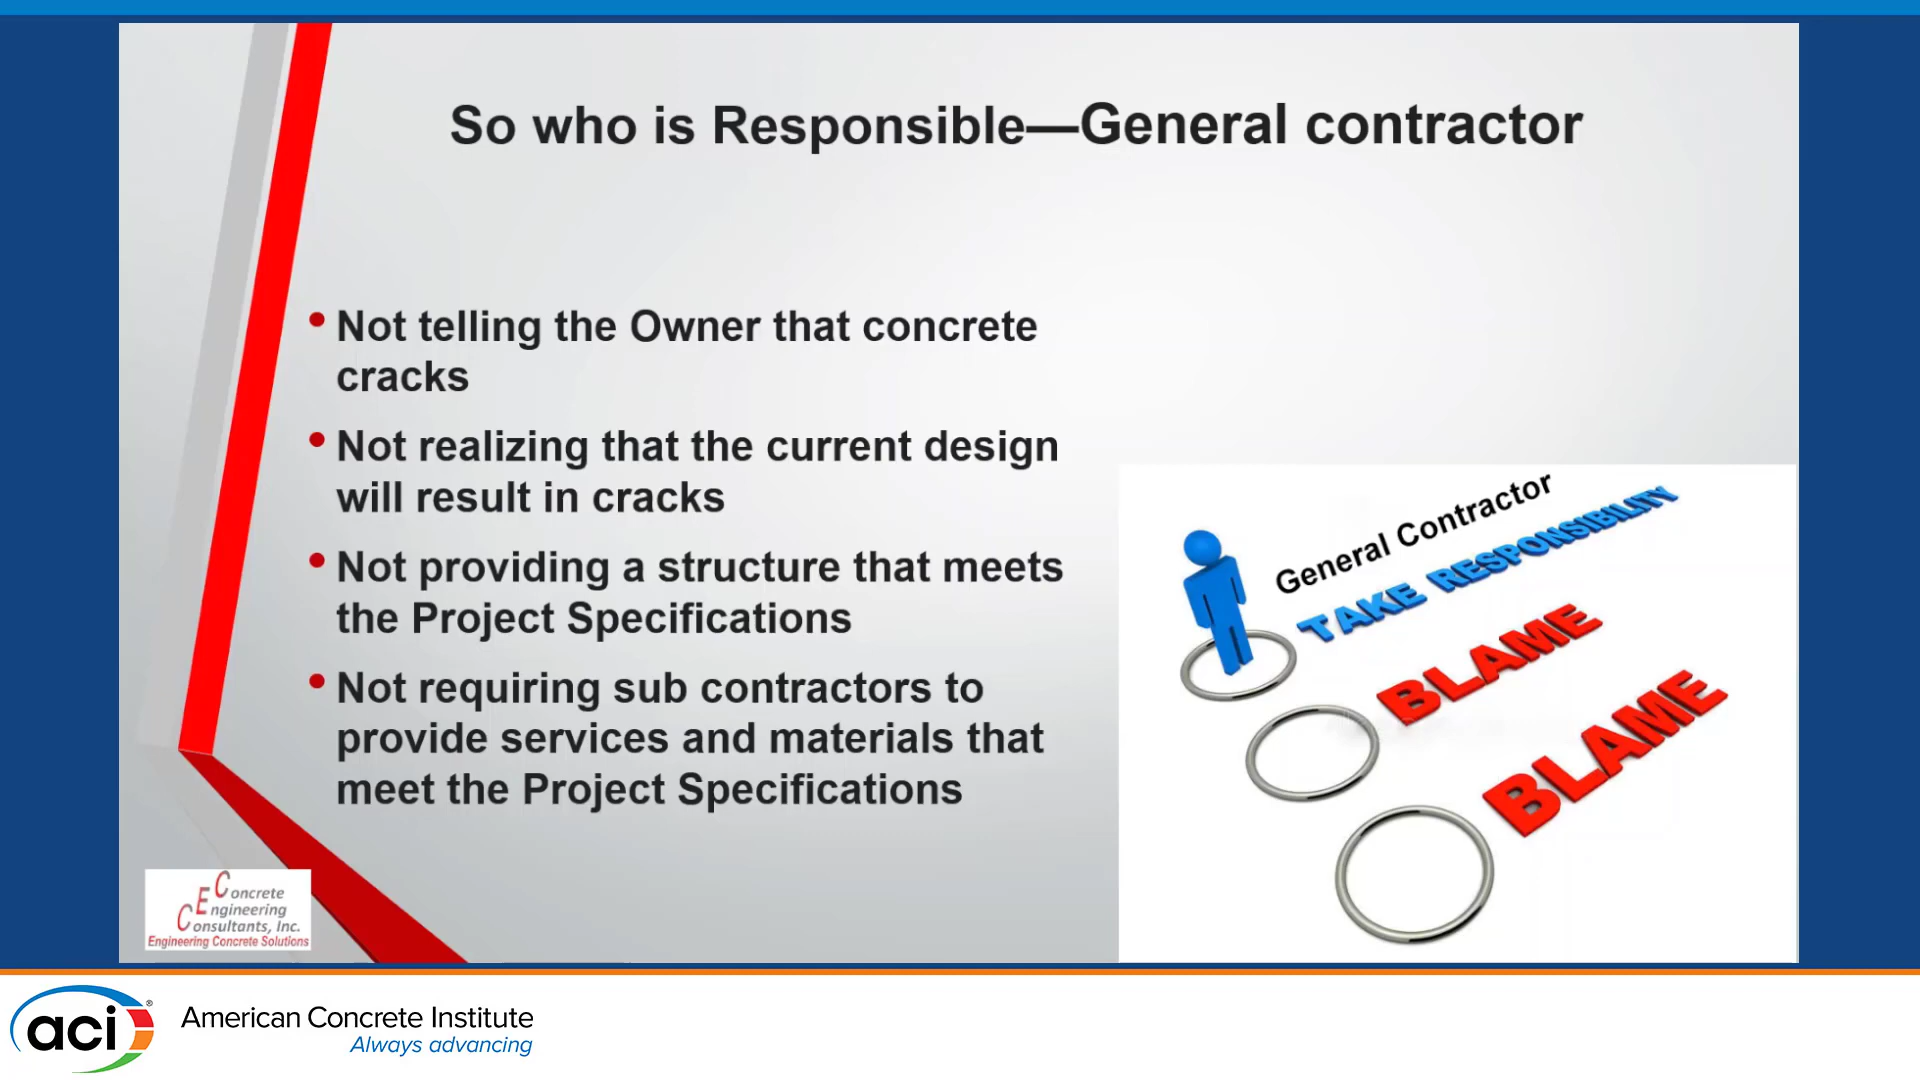 So who is Responsible—General contractor
• Not telling the Owner that concrete
cracks
• Not realizing that the current design
will result in cracks
• Not providing a structure that meets
the Project Specifications
• Not requiring sub contractors to
provide services and materials that
meet the Project Specifications
General Contractor
TAKE RESPONSIBILITY
BLAME
BLAME
Concrete
Engineering
Consultants, Inc.
Engineering Concrete Solutions
aci®
American Concrete Institute
Always advancing